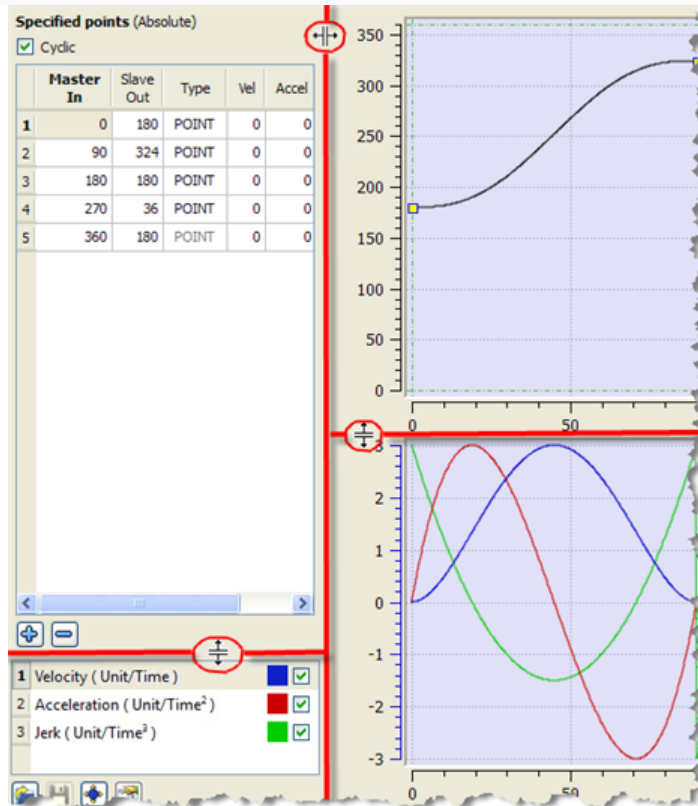 Specified points (Absolute)
Cyclic
Master In Slave Out Type Vel Accel
1 0 180 POINT 0 0
2 90 324 POINT 0 0
3 180 180 POINT 0 0
4 270 36 POINT 0 0
5 360 180 POINT 0 0
1 Velocity ( Unit/Time )
2 Acceleration ( Unit/Time² )
3 Jerk ( Unit/Time³ )
350
300
250
200
150
100
50
0
0 50
3
2
1
0
-1
-2
-3
0 50